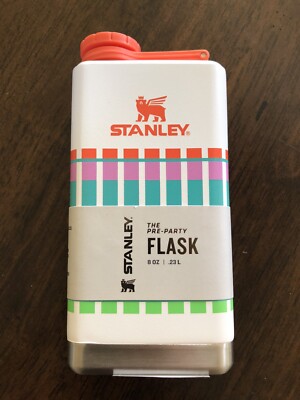 STANLEY
STANLEY
THE
PRE-PARTY
FLASK
8 OZ | .23 L